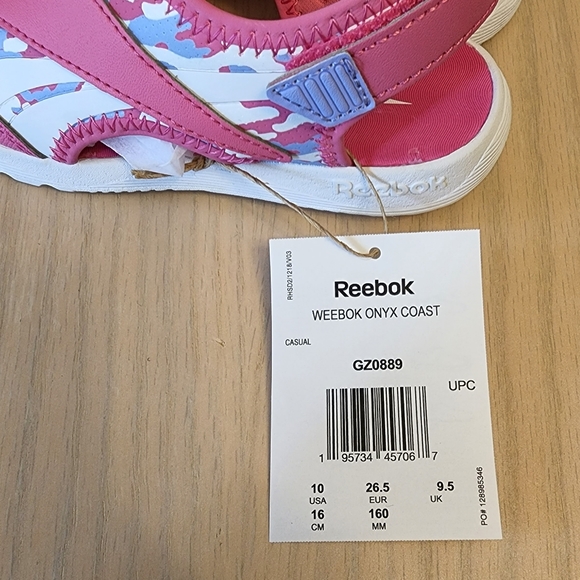 Reebok
RHSD2/1218/V03
Reebok
WEEBOK ONYX COAST
CASUAL
GZ0889
UPC
1 95734 45706 7
10 26.5 9.5
USA EUR UK
16 160
CM MM
PO# 128985346